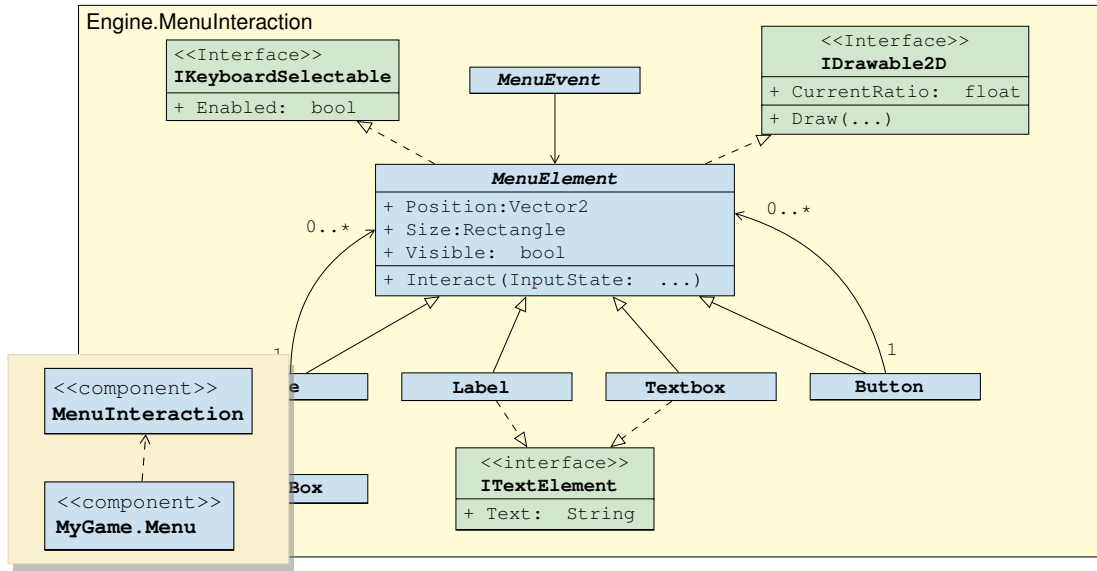 Engine.MenuInteraction
<<Interface>>
IKeyboardSelectable
+ Enabled: bool
MenuEvent
<<Interface>>
IDrawable2D
+ CurrentRatio: float
+ Draw(...)
MenuElement
+ Position:Vector2
+ Size:Rectangle
+ Visible: bool
+ Interact(InputState: ...)
0..*
0..*
1
1
e
Label
Textbox
Button
<<component>>
MenuInteraction
<<interface>>
ITextElement
+ Text: String
Box
<<component>>
MyGame.Menu